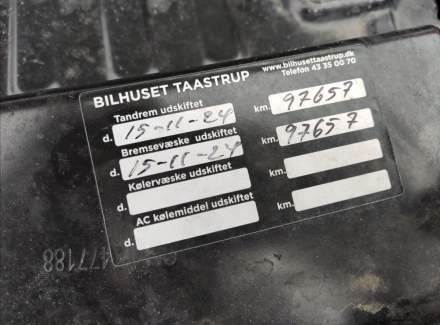 BILHUSET TAASTRUP
www.bilhusettaastrup.dk
Telefon 43 35 00 70
Tandrem udskiftet
d. 15-11-24 km. 97657
Bremsevæske udskiftet
d. 15-11-24 km. 97657
Kølervæske udskiftet
d. km.
AC kølemiddel udskiftet
d. km.
477188